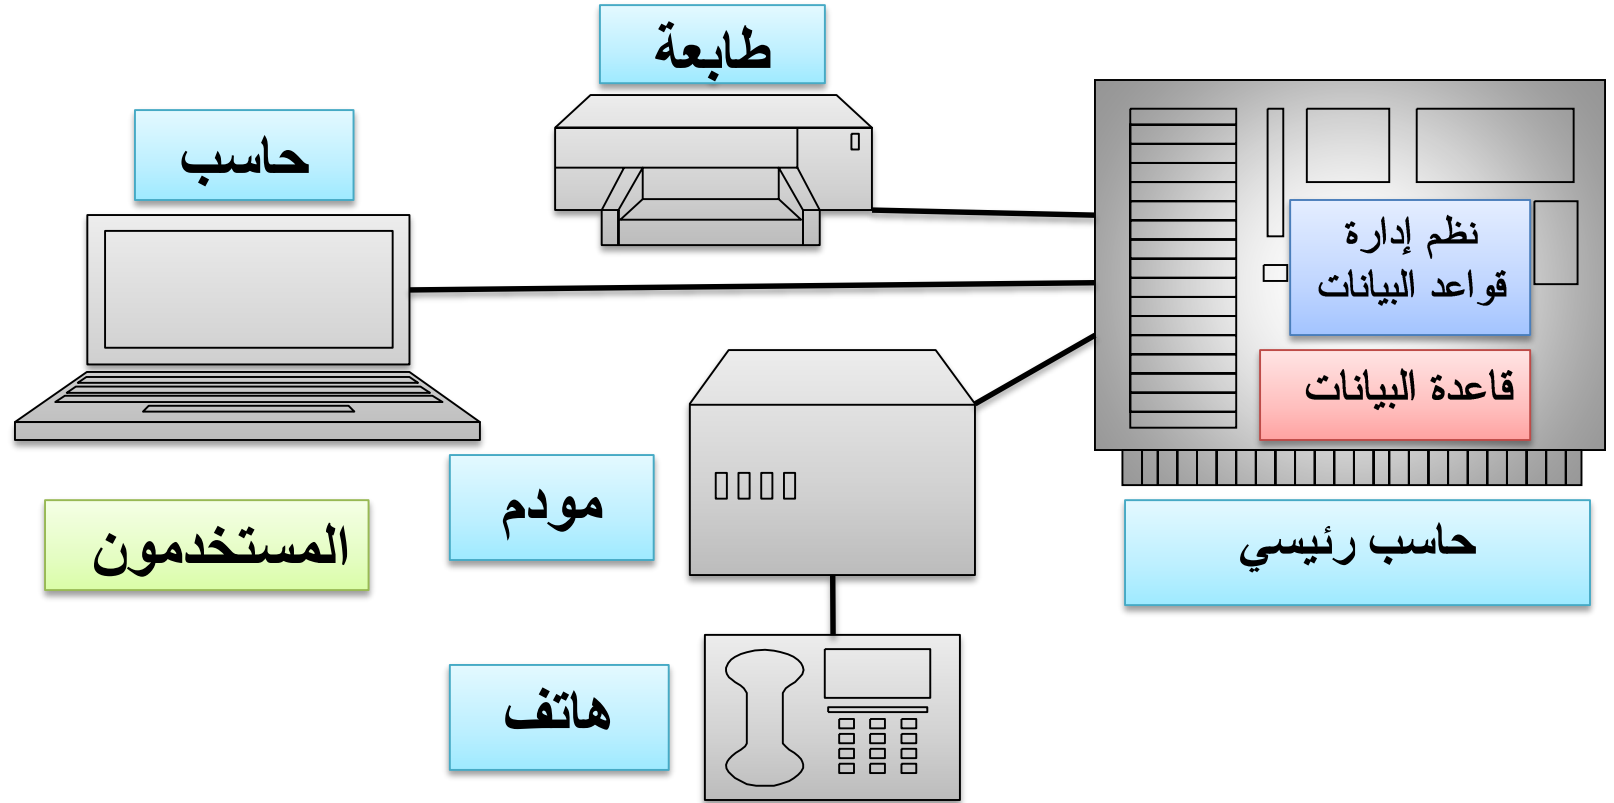 طابعة
حاسب
نظم إدارة
قواعد البيانات
قاعدة البيانات
مودم
المستخدمون
حاسب رئيسي
هاتف